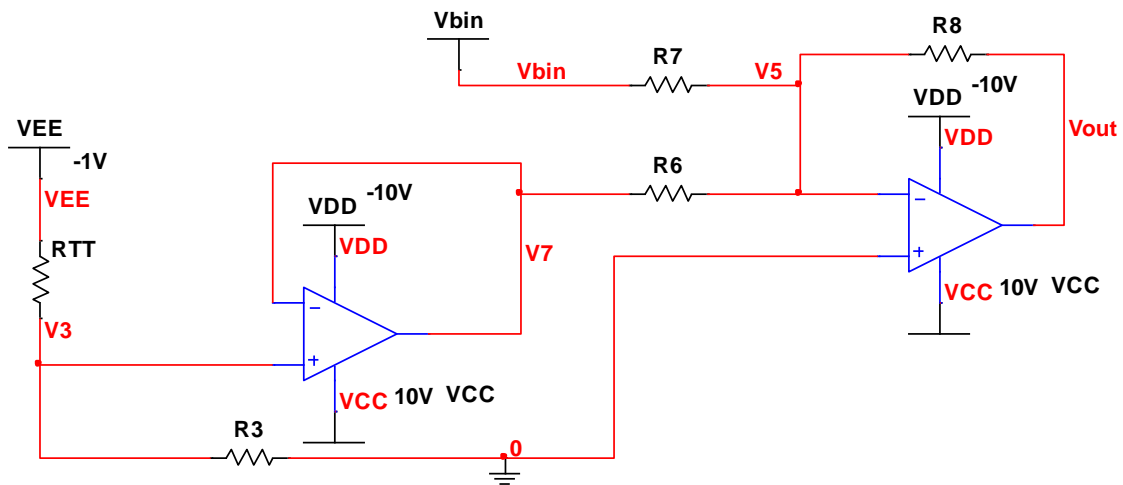 Vbin
R8
R7
Vbin
V5
-10V
VDD
VDD
Vout
VEE
-1V
VEE
R6
-10V
VDD
VDD
RTT
V7
−
+
VCC 10V VCC
V3
−
+
VCC 10V VCC
R3
0